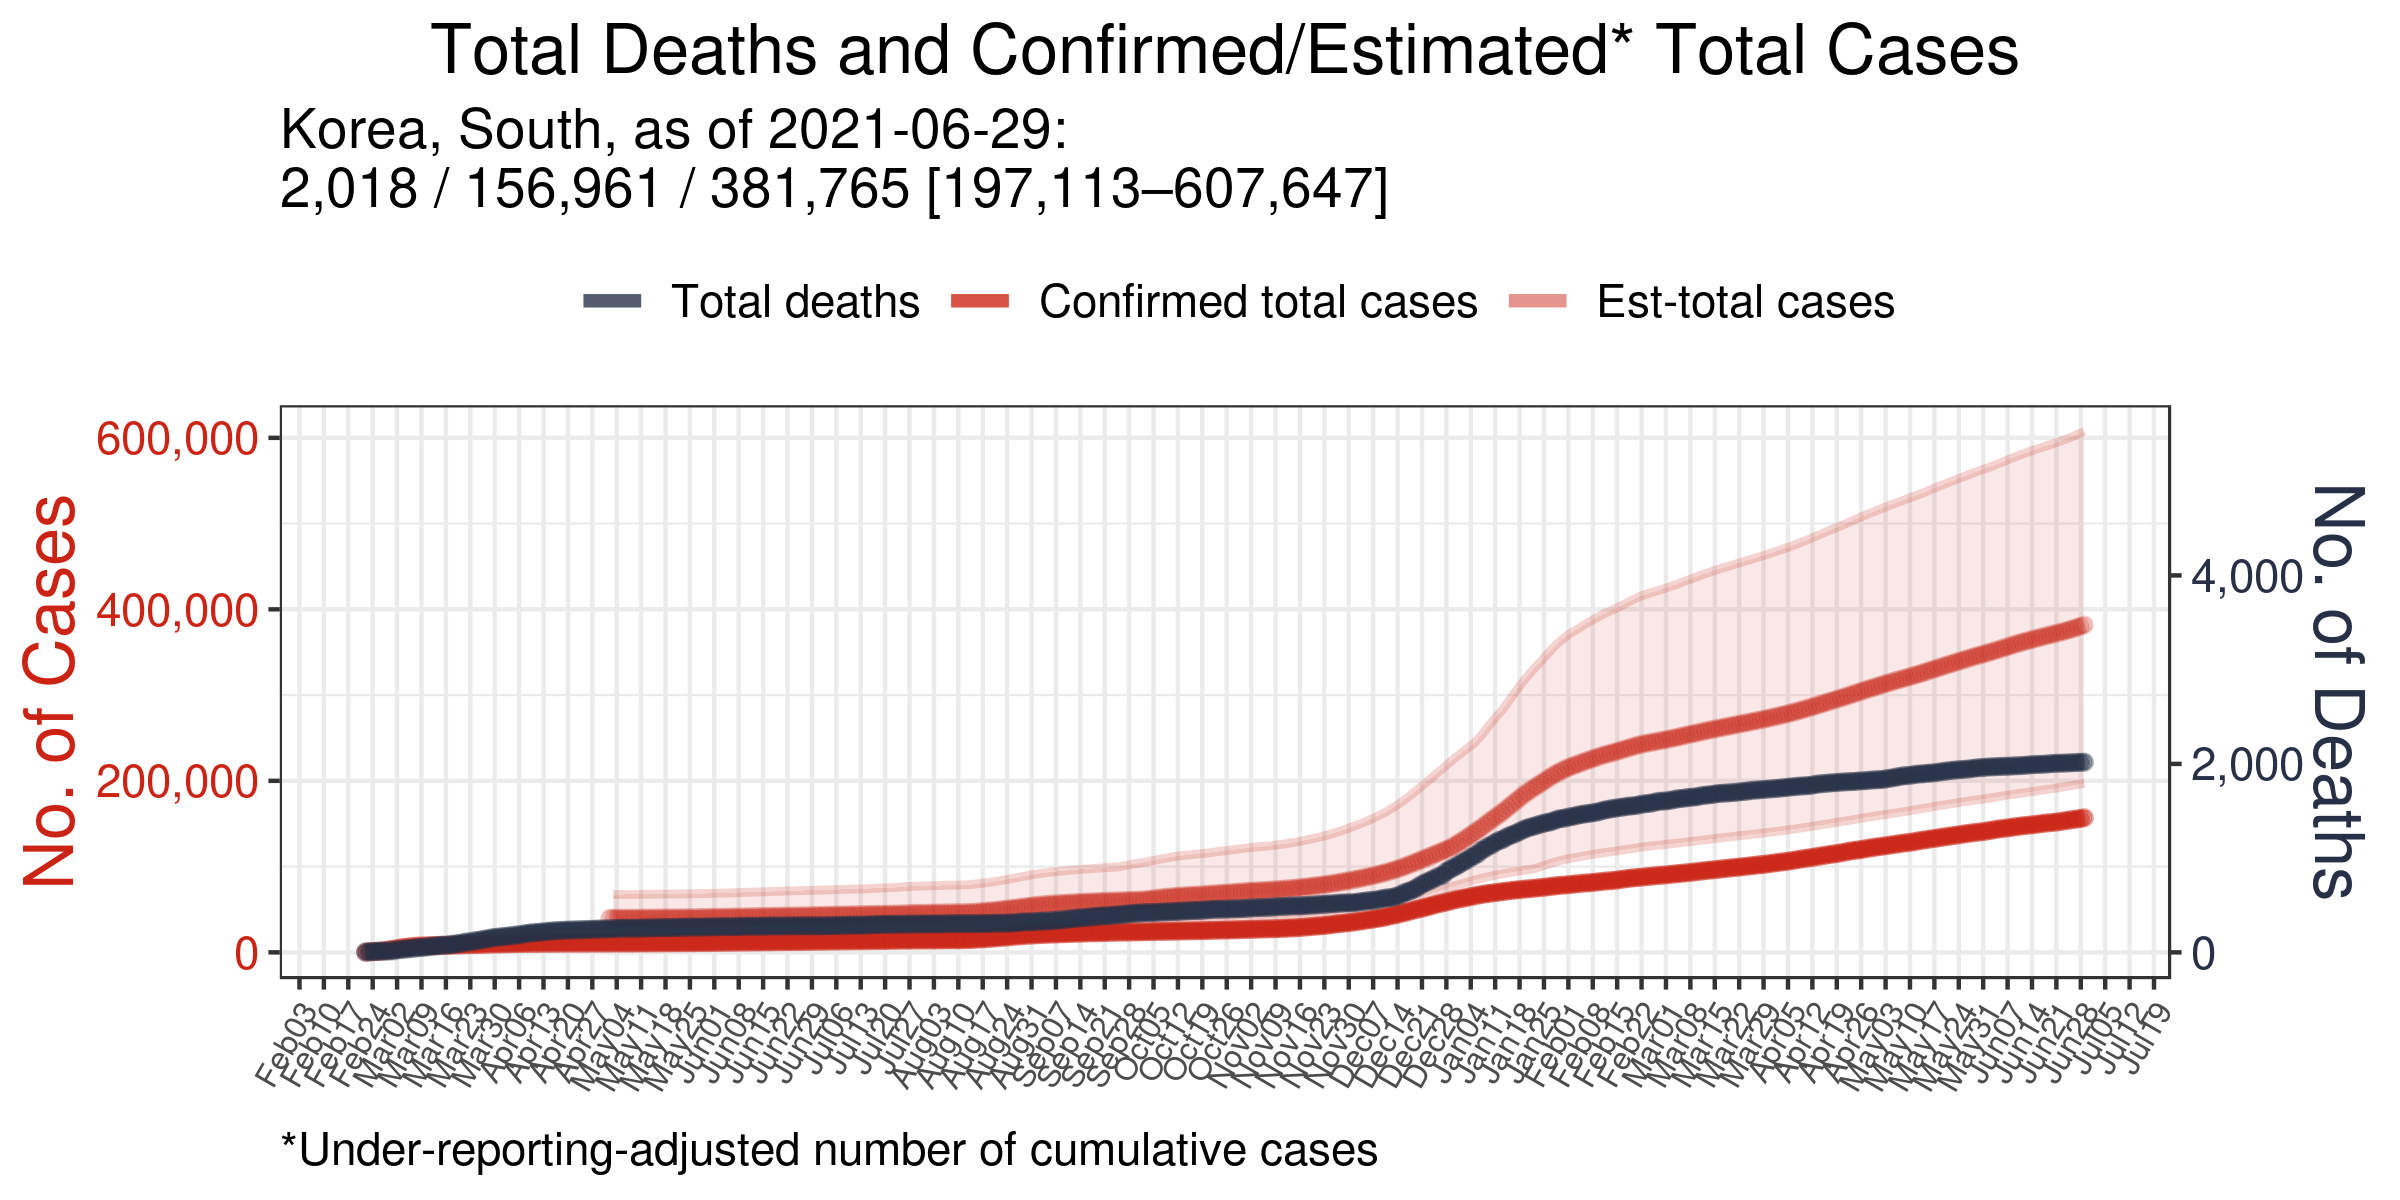 Total Deaths and Confirmed/Estimated* Total Cases
Korea, South, as of 2021-06-29:
2,018 / 156,961 / 381,765 [197,113–607,647]
Total deaths
Confirmed total cases
Est-total cases
No. of Cases
600,000
400,000
200,000
0
No. of Deaths
4,000
2,000
0
Feb03
Feb10
Feb17
Feb24
Mar02
Mar09
Mar16
Mar23
Mar30
Apr06
Apr13
Apr20
Apr27
May04
May11
May18
May25
Jun01
Jun08
Jun15
Jun22
Jun29
Jul06
Jul13
Jul20
Jul27
Aug03
Aug10
Aug17
Aug24
Aug31
Sep07
Sep14
Sep21
Sep28
Oct05
Oct12
Oct19
Oct26
Nov02
Nov09
Nov16
Nov23
Nov30
Dec07
Dec14
Dec21
Dec28
Jan04
Jan11
Jan18
Jan25
Feb01
Feb08
Feb15
Feb22
Mar01
Mar08
Mar15
Mar22
Mar29
Apr05
Apr12
Apr19
Apr26
May03
May10
May17
May24
May31
Jun07
Jun14
Jun21
Jun28
Jul05
Jul12
Jul19
*Under-reporting-adjusted number of cumulative cases